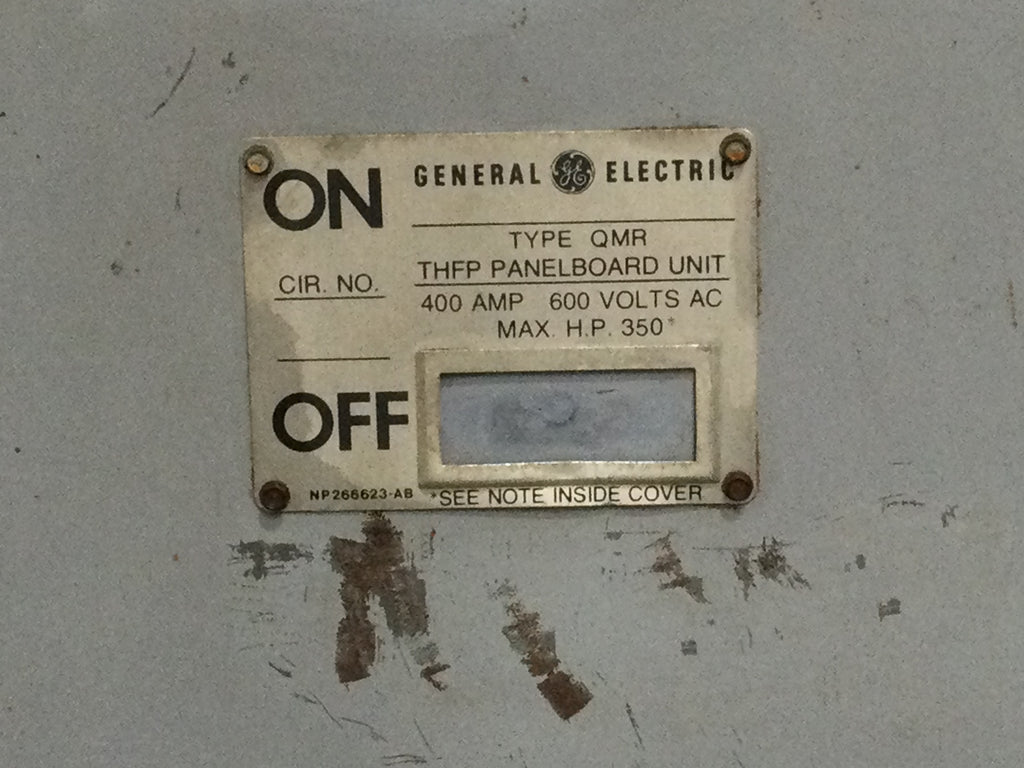 ON
GENERAL GE ELECTRIC
TYPE QMR
THFP PANELBOARD UNIT
CIR. NO.
400 AMP 600 VOLTS AC
MAX. H.P. 350*
OFF
NP266623-AB
*SEE NOTE INSIDE COVER